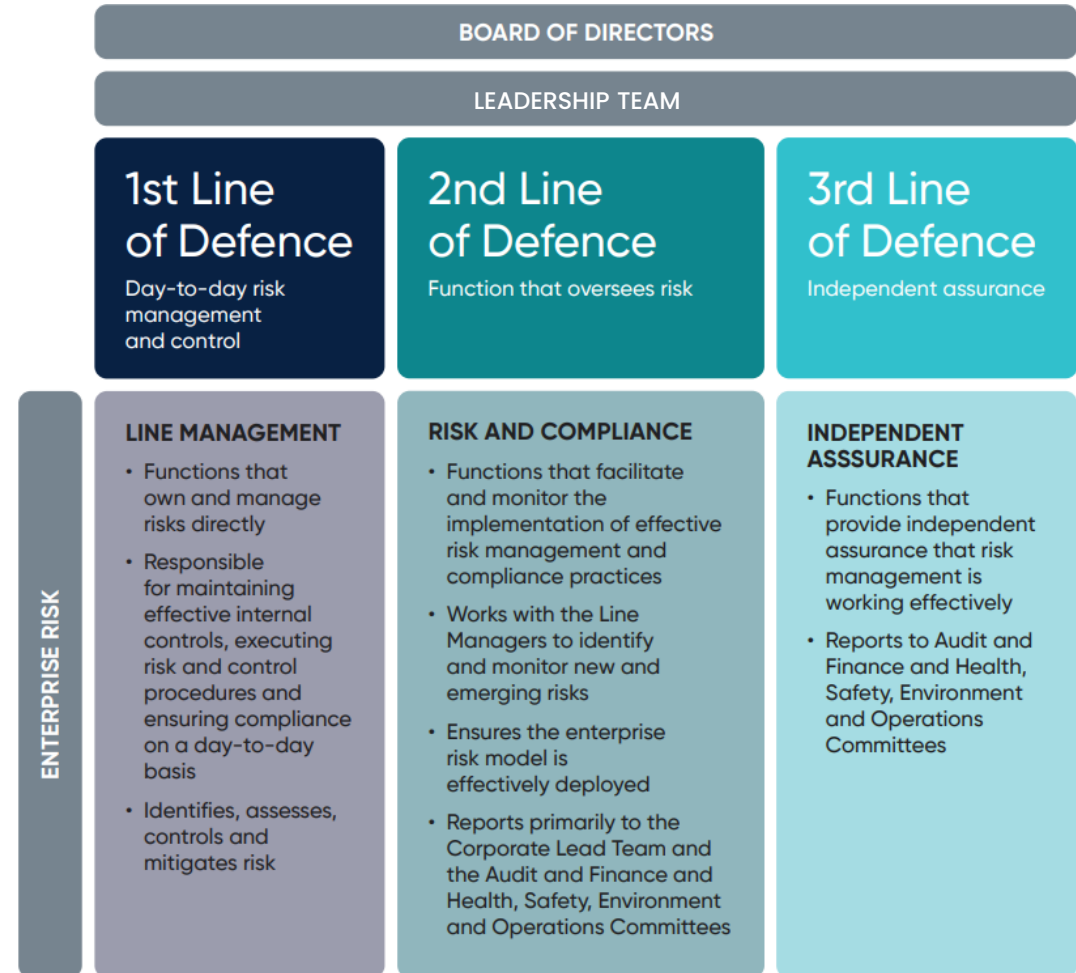 BOARD OF DIRECTORS
LEADERSHIP TEAM
1st Line
of Defence
Day-to-day risk
management
and control
2nd Line
of Defence
Function that oversees risk
3rd Line
of Defence
Independent assurance
ENTERPRISE RISK
LINE MANAGEMENT
• Functions that
own and manage
risks directly
• Responsible
for maintaining
effective internal
controls, executing
risk and control
procedures and
ensuring compliance
on a day-to-day
basis
• Identifies, assesses,
controls and
mitigates risk
RISK AND COMPLIANCE
• Functions that facilitate
and monitor the
implementation of effective
risk management and
compliance practices
• Works with the Line
Managers to identify
and monitor new and
emerging risks
• Ensures the enterprise
risk model is
effectively deployed
• Reports primarily to the
Corporate Lead Team and
the Audit and Finance and
Health, Safety, Environment
and Operations Committees
INDEPENDENT
ASSSURANCE
• Functions that
provide independent
assurance that risk
management is
working effectively
• Reports to Audit and
Finance and Health,
Safety, Environment
and Operations
Committees